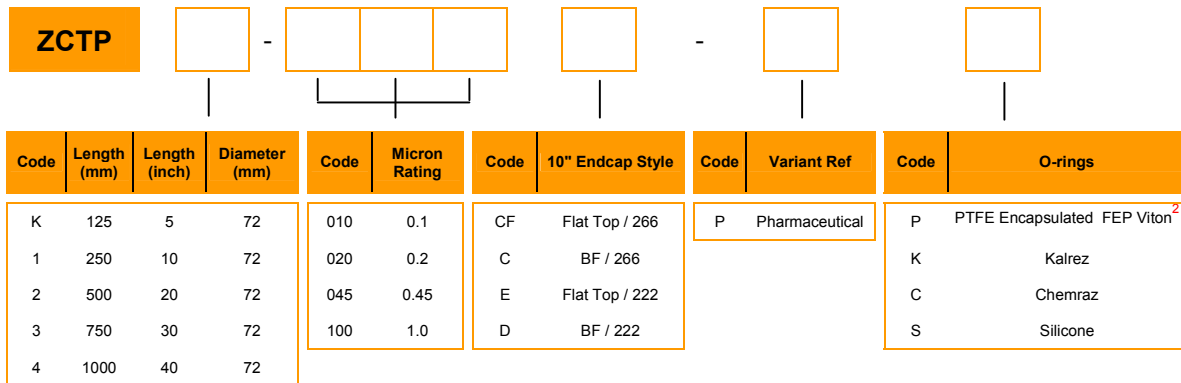 ZCTP - -
Code Length (mm) Length (inch) Diameter (mm) Code Micron Rating Code 10" Endcap Style Code Variant Ref Code O-rings
K 125 5 72 010 0.1 CF Flat Top / 266 P Pharmaceutical P PTFE Encapsulated FEP Viton2
1 250 10 72 020 0.2 C BF / 266 K Kalrez
2 500 20 72 045 0.45 E Flat Top / 222 C Chemraz
3 750 30 72 100 1.0 D BF / 222 S Silicone
4 1000 40 72